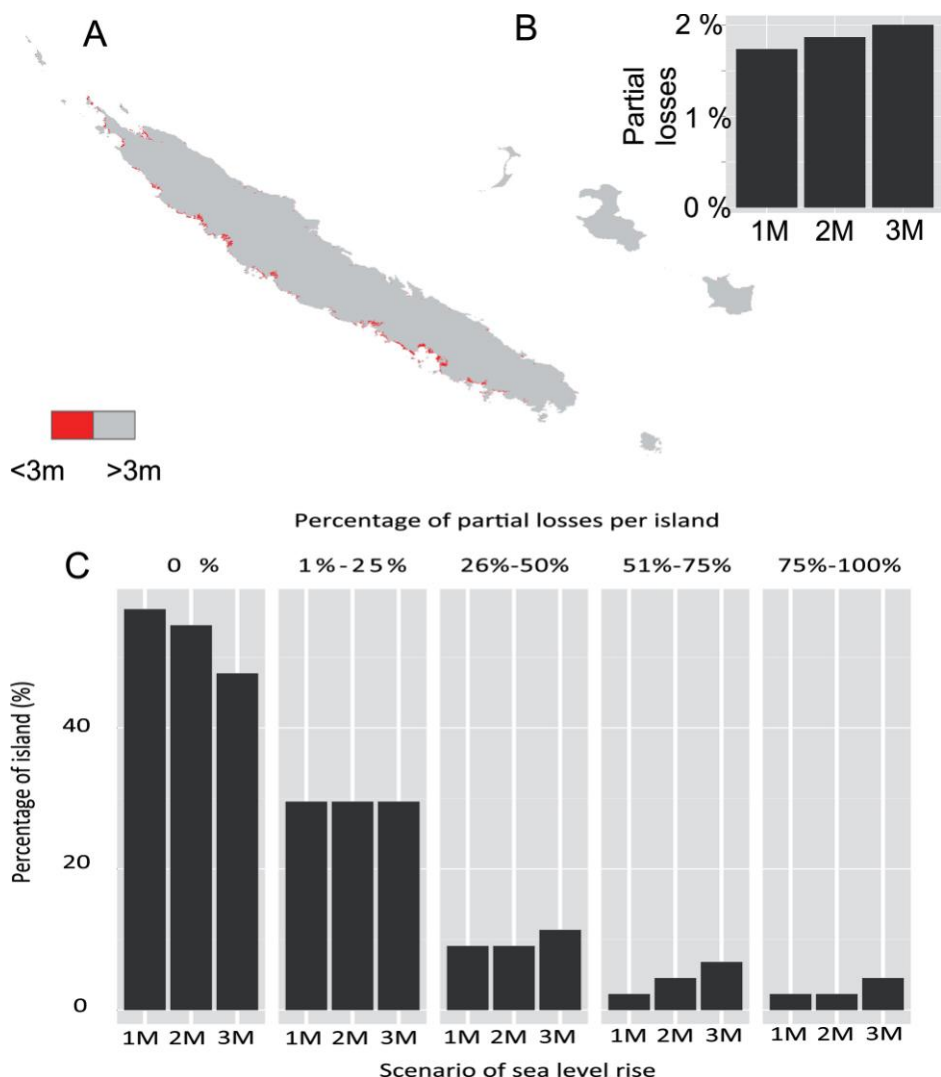 A
B
Partial losses
2 %
1 %
0 %
1M 2M 3M
<3m >3m
Percentage of partial losses per island
C
0 % 1%-25% 26%-50% 51%-75% 75%-100%
Percentage of island (%)
40
20
0
1M 2M 3M 1M 2M 3M 1M 2M 3M 1M 2M 3M 1M 2M 3M
Scenario of sea level rise